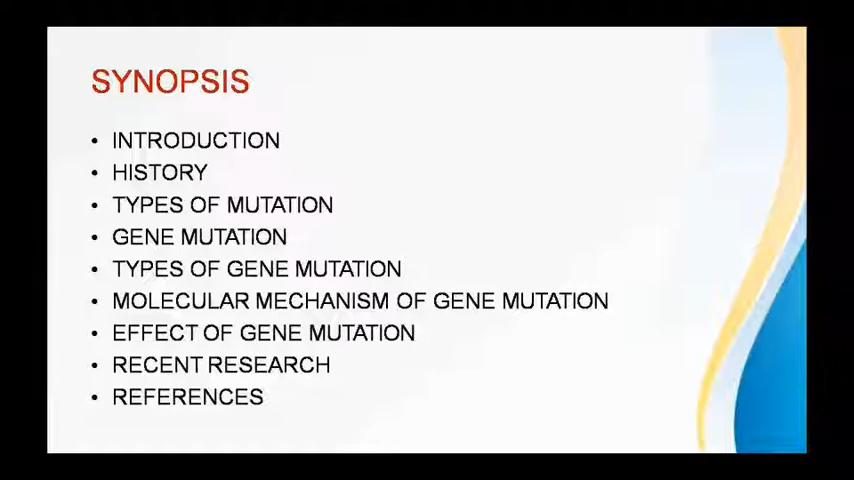 SYNOPSIS
• INTRODUCTION
• HISTORY
• TYPES OF MUTATION
• GENE MUTATION
• TYPES OF GENE MUTATION
• MOLECULAR MECHANISM OF GENE MUTATION
• EFFECT OF GENE MUTATION
• RECENT RESEARCH
• REFERENCES